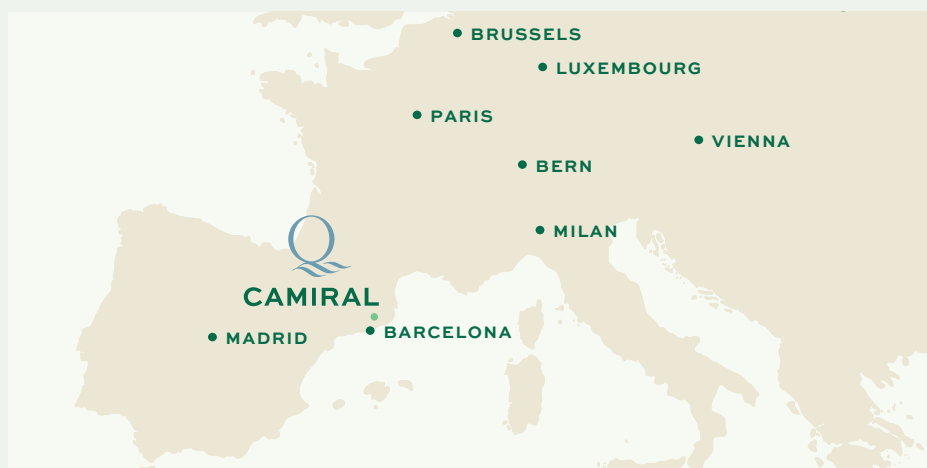 BRUSSELS
LUXEMBOURG
PARIS
VIENNA
BERN
MILAN
Q
CAMIRAL
BARCELONA
MADRID